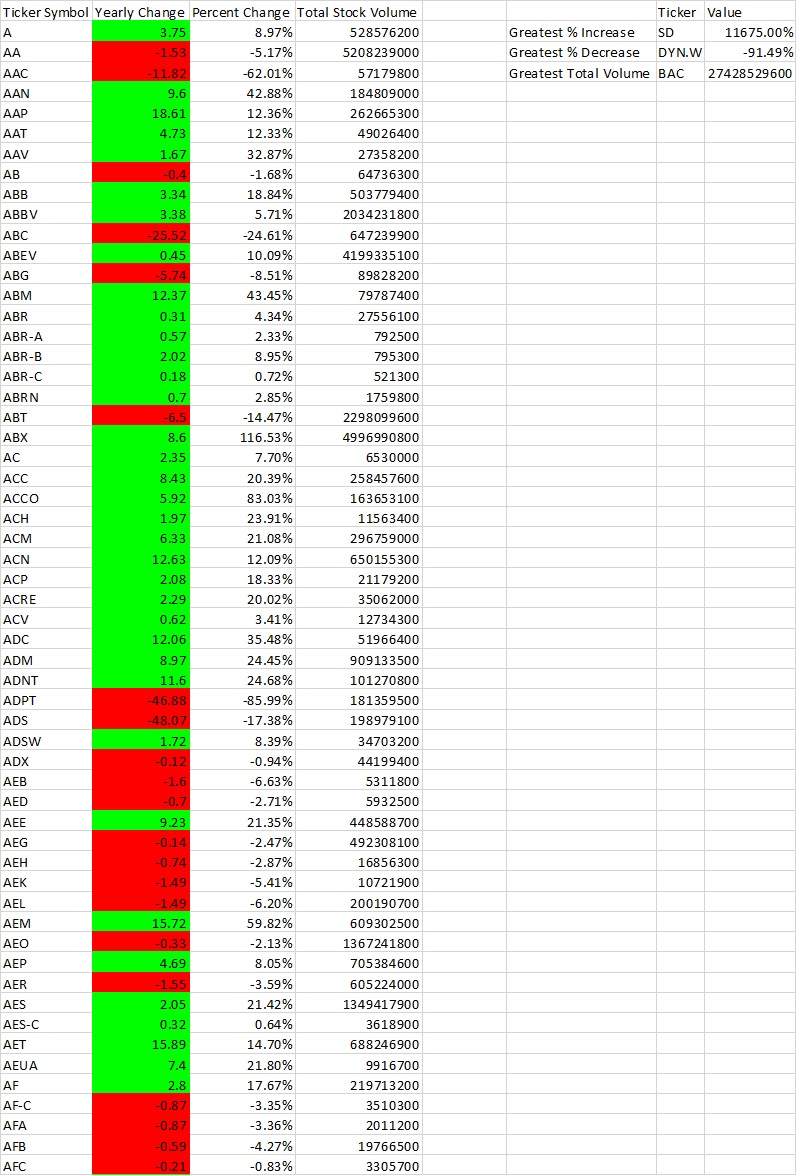 Ticker Symbol Yearly Change Percent Change Total Stock Volume Ticker Value
A 3.75 8.97% 528576200 Greatest % Increase SD 11675.00%
AA -1.53 -5.17% 5208239000 Greatest % Decrease DYN.W -91.49%
AAC -11.82 -62.01% 57179800 Greatest Total Volume BAC 27428529600
AAN 9.6 42.88% 184809000
AAP 18.61 12.36% 262665300
AAT 4.73 12.33% 49026400
AAV 1.67 32.87% 27358200
AB -0.4 -1.68% 64736300
ABB 3.34 18.84% 503779400
ABBV 3.38 5.71% 2034231800
ABC -25.52 -24.61% 647239900
ABEV 0.45 10.09% 4199335100
ABG -5.74 -8.51% 89828200
ABM 12.37 43.45% 79787400
ABR 0.31 4.34% 27556100
ABR-A 0.57 2.33% 792500
ABR-B 2.02 8.95% 795300
ABR-C 0.18 0.72% 521300
ABRN 0.7 2.85% 1759800
ABT -6.5 -14.47% 2298099600
ABX 8.6 116.53% 4996990800
AC 2.35 7.70% 6530000
ACC 8.43 20.39% 258457600
ACCO 5.92 83.03% 163653100
ACH 1.97 23.91% 11563400
ACM 6.33 21.08% 296759000
ACN 12.63 12.09% 650155300
ACP 2.08 18.33% 21179200
ACRE 2.29 20.02% 35062000
ACV 0.62 3.41% 12734300
ADC 12.06 35.48% 51966400
ADM 8.97 24.45% 909133500
ADNT 11.6 24.68% 101270800
ADPT -46.88 -85.99% 181359500
ADS -48.07 -17.38% 198979100
ADSW 1.72 8.39% 34703200
ADX -0.12 -0.94% 44199400
AEB -1.6 -6.63% 5311800
AED -0.7 -2.71% 5932500
AEE 9.23 21.35% 448588700
AEG -0.14 -2.47% 492308100
AEH -0.74 -2.87% 16856300
AEK -1.49 -5.41% 10721900
AEL -1.49 -6.20% 200190700
AEM 15.72 59.82% 609302500
AEO -0.33 -2.13% 1367241800
AEP 4.69 8.05% 705384600
AER -1.55 -3.59% 605224000
AES 2.05 21.42% 1349417900
AES-C 0.32 0.64% 3618900
AET 15.89 14.70% 688246900
AEUA 7.4 21.80% 9916700
AF 2.8 17.67% 219713200
AF-C -0.87 -3.35% 3510300
AFA -0.87 -3.36% 2011200
AFB -0.59 -4.27% 19766500
AFC -0.21 -0.83% 3305700